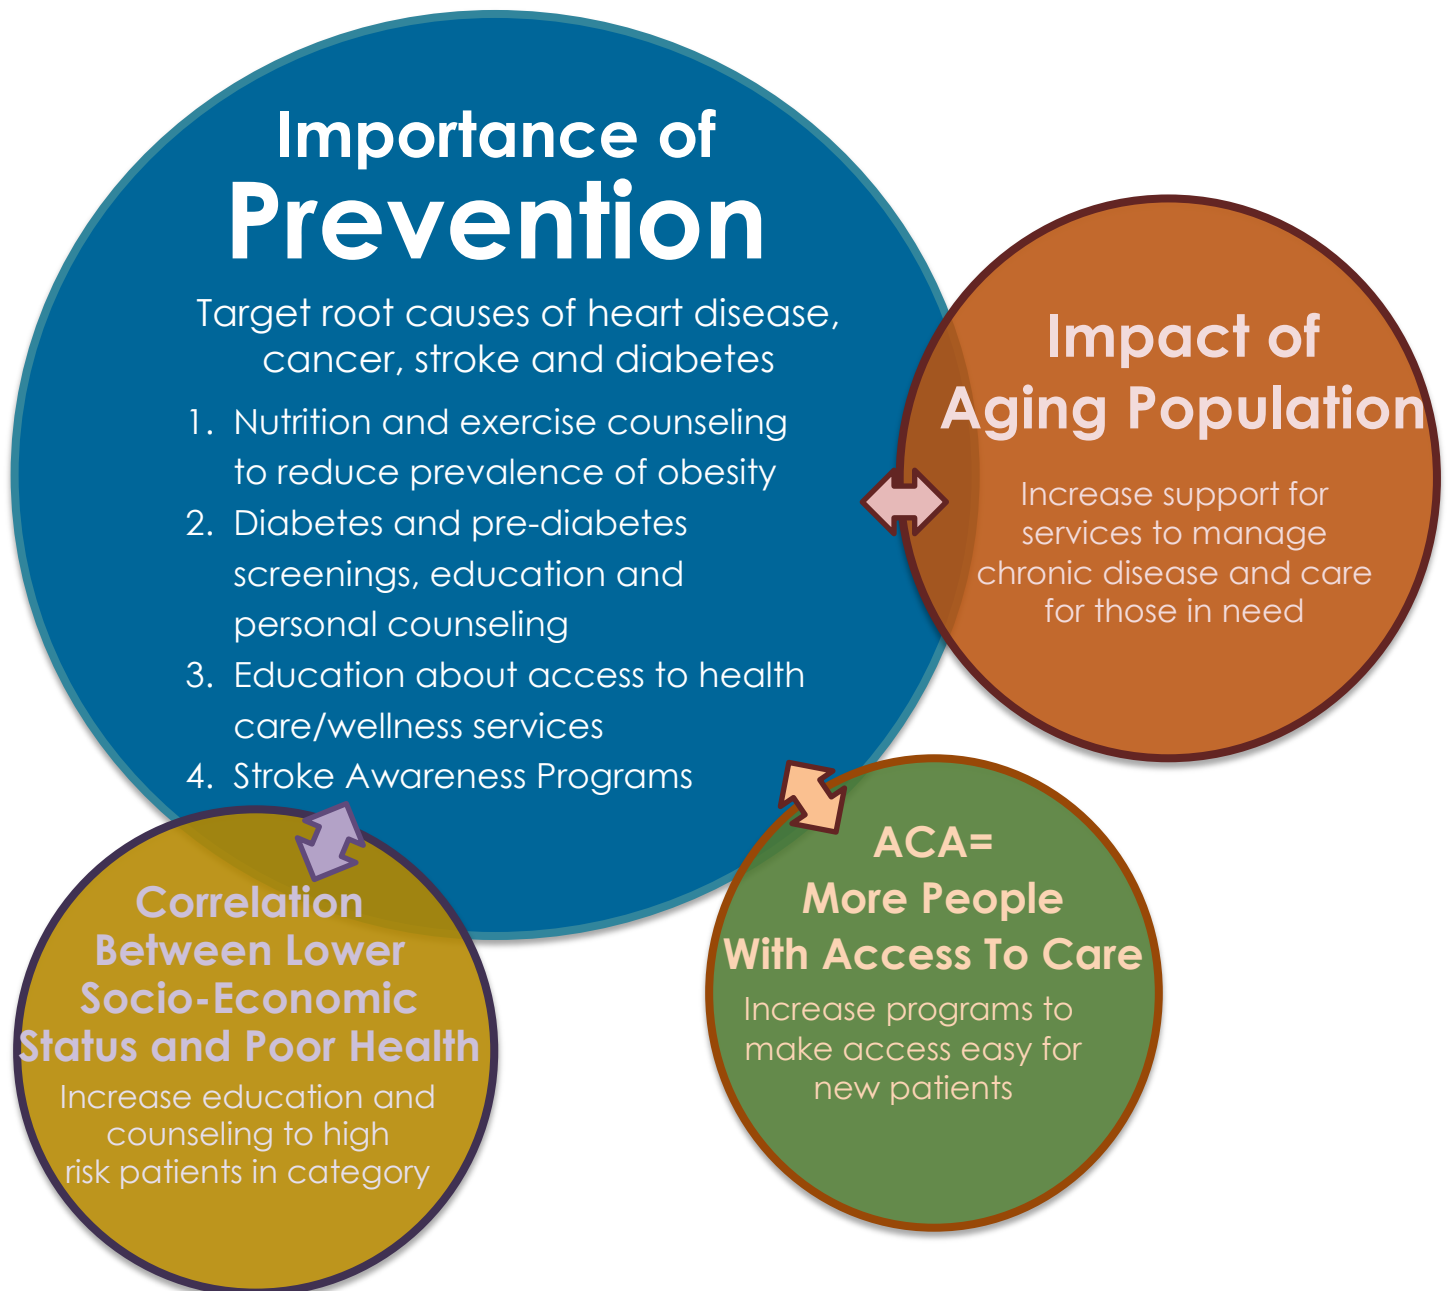 Importance of
Prevention
Target root causes of heart disease,
cancer, stroke and diabetes
1. Nutrition and exercise counseling
to reduce prevalence of obesity
2. Diabetes and pre-diabetes
screenings, education and
personal counseling
3. Education about access to health
care/wellness services
4. Stroke Awareness Programs
Impact of
Aging Population
Increase support for
services to manage
chronic disease and care
for those in need
ACA=
More People
With Access To Care
Increase programs to
make access easy for
new patients
Correlation
Between Lower
Socio-Economic
Status and Poor Health
Increase education and
counseling to high
risk patients in category